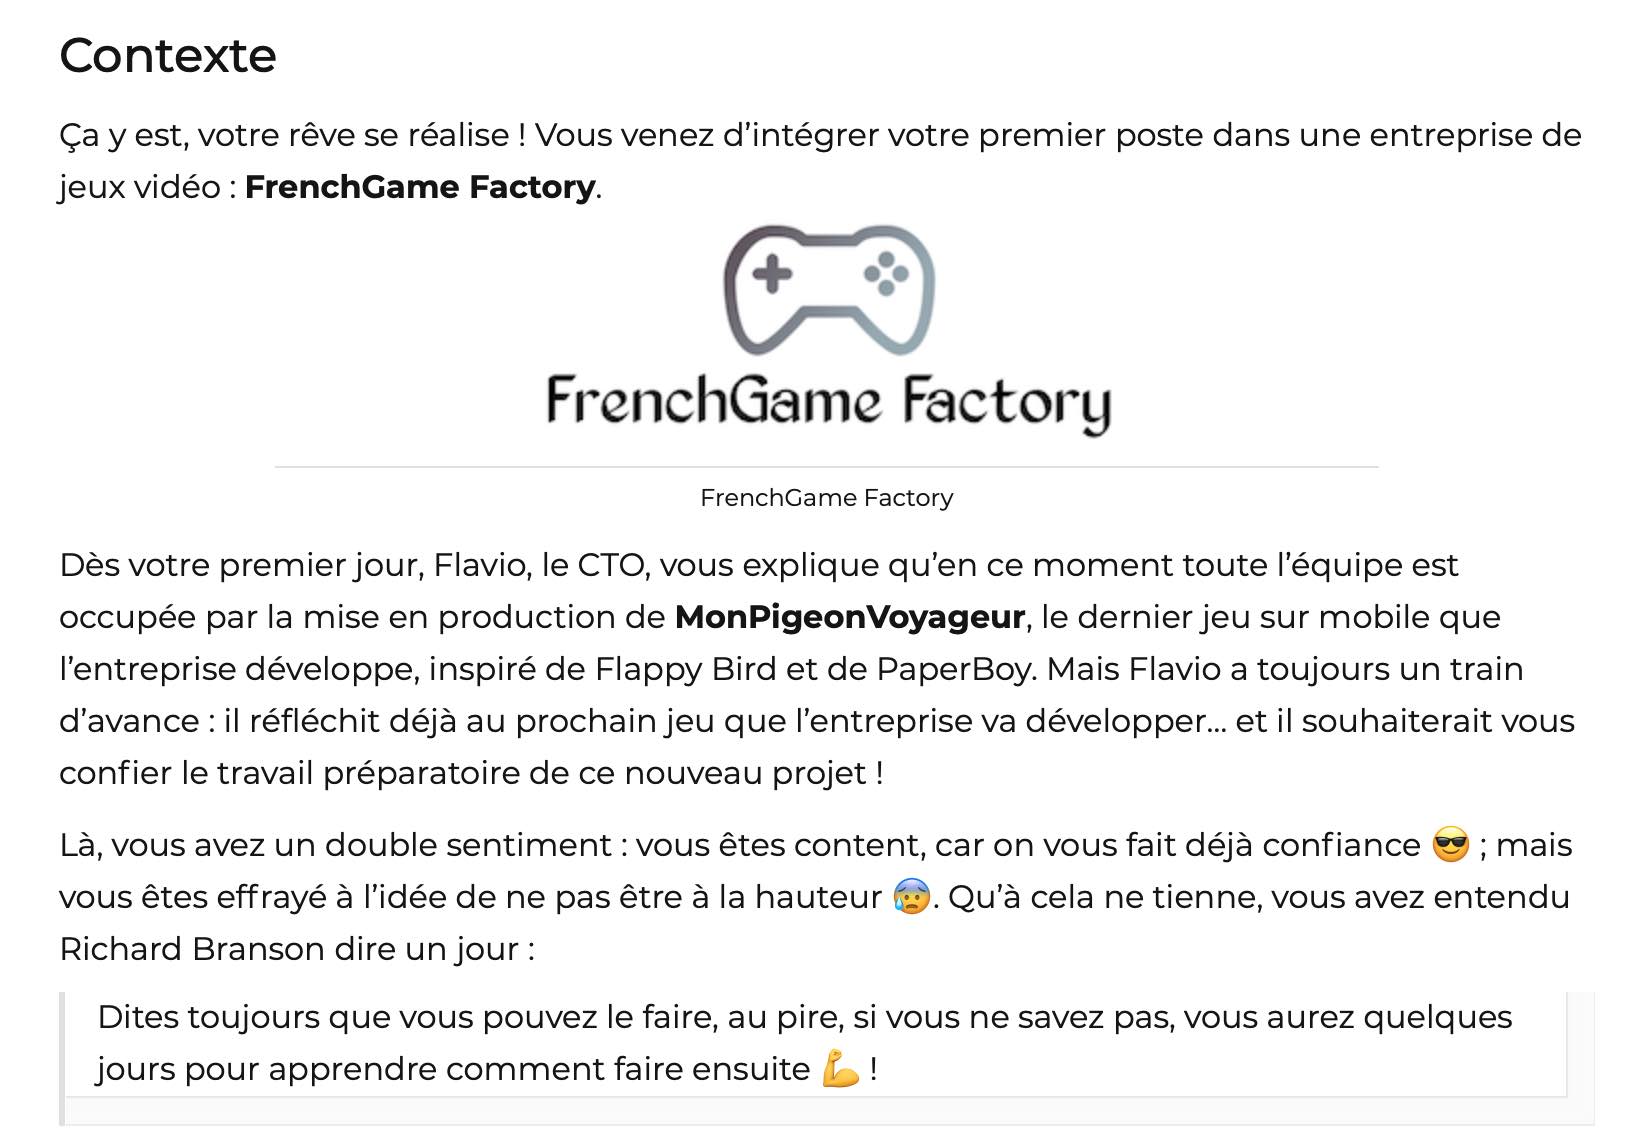 Contexte
Ça y est, votre rêve se réalise ! Vous venez d’intégrer votre premier poste dans une entreprise de
jeux vidéo : FrenchGame Factory.
FrenchGame Factory
FrenchGame Factory
Dès votre premier jour, Flavio, le CTO, vous explique qu’en ce moment toute l’équipe est
occupée par la mise en production de MonPigeonVoyageur, le dernier jeu sur mobile que
l’entreprise développe, inspiré de Flappy Bird et de PaperBoy. Mais Flavio a toujours un train
d’avance : il réfléchit déjà au prochain jeu que l’entreprise va développer... et il souhaiterait vous
confier le travail préparatoire de ce nouveau projet !
Là, vous avez un double sentiment : vous êtes content, car on vous fait déjà confiance 😎 ; mais
vous êtes effrayé à l’idée de ne pas être à la hauteur 😰. Qu’à cela ne tienne, vous avez entendu
Richard Branson dire un jour :
Dites toujours que vous pouvez le faire, au pire, si vous ne savez pas, vous aurez quelques
jours pour apprendre comment faire ensuite 💪 !